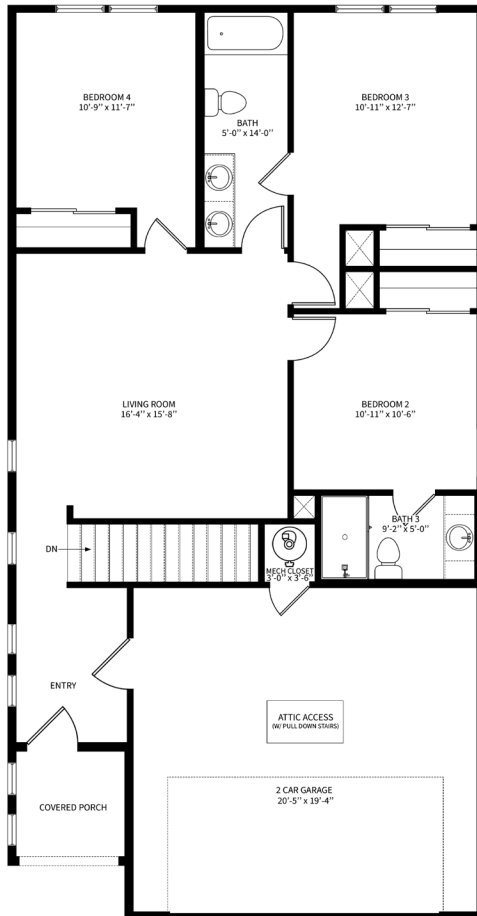 BEDROOM 4
10'-9'' x 11'-7''
BATH
5'-0'' x 14'-0''
BEDROOM 3
10'-11'' x 12'-7''
LIVING ROOM
16'-4'' x 15'-8''
BEDROOM 2
10'-11'' x 10'-6''
BATH 3
9'-2'' x 5'-0''
DN
MECH CLOSET
3'-0'' x 3'-6''
ENTRY
ATTIC ACCESS
(W/ PULL DOWN STAIRS)
2 CAR GARAGE
20'-5'' x 19'-4''
COVERED PORCH